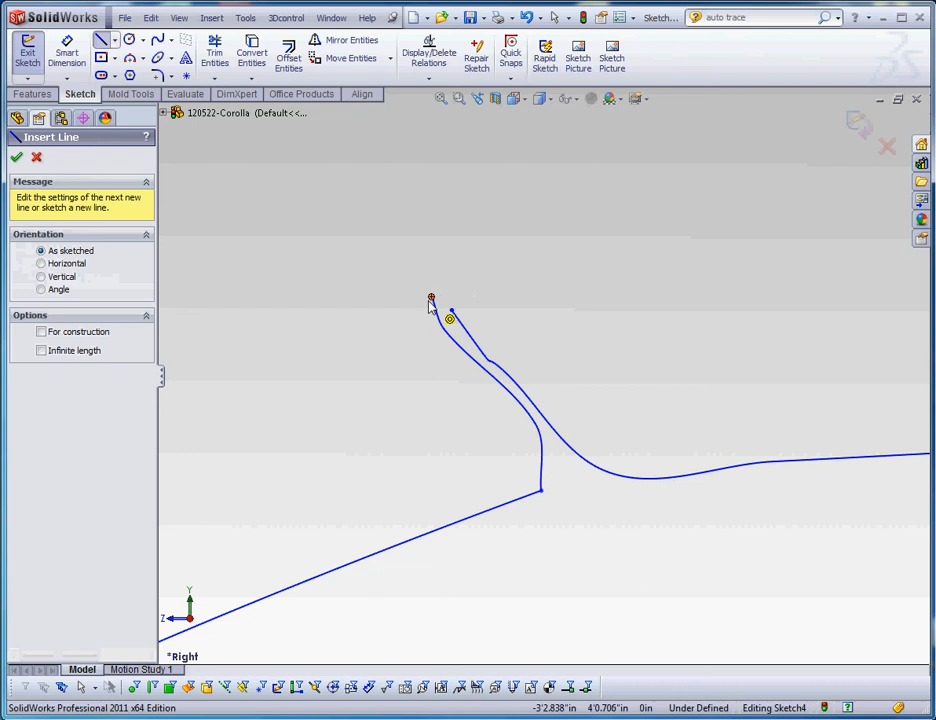 SolidWorks File Edit View Insert Tools 3Dcontrol Window Help Sketch... auto trace
Exit Sketch Smart Dimension Trim Entities Convert Entities Offset Entities Mirror Entities Move Entities Display/Delete Relations Repair Sketch Quick Snaps Rapid Sketch Sketch Picture Sketch Picture
Features Sketch Mold Tools Evaluate DimXpert Office Products Align
120522-Corolla (Default<<...
Insert Line ?
Message
Edit the settings of the next new
line or sketch a new line.
Orientation
As sketched
Horizontal
Vertical
Angle
Options
For construction
Infinite length
Y
Z
*Right
Model Motion Study 1
SolidWorks Professional 2011 x64 Edition -3'2.838" in 4'0.706" in 0in Under Defined Editing Sketch4